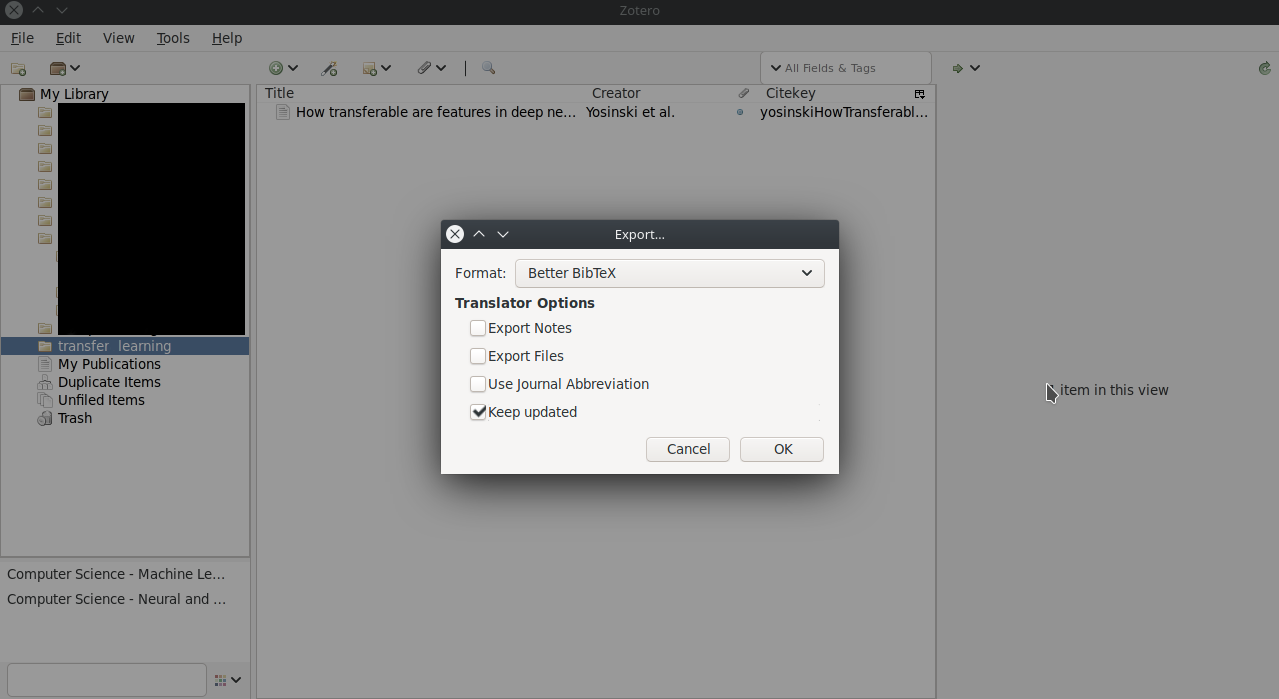 Zotero
File Edit View Tools Help
All Fields & Tags
My Library
transfer learning
My Publications
Duplicate Items
Unfiled Items
Trash
Computer Science - Machine Le...
Computer Science - Neural and ...
Title Creator Citekey
How transferable are features in deep ne... Yosinski et al. yosinskiHowTransferabl...
Export...
Format: Better BibTeX
Translator Options
Export Notes
Export Files
Use Journal Abbreviation
Keep updated
Cancel OK
item in this view